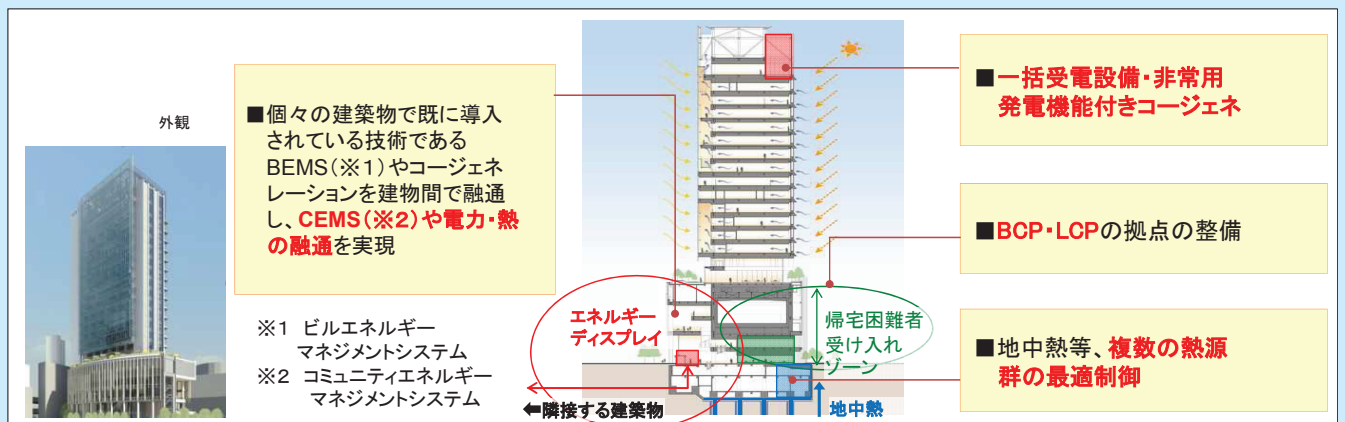 外観
■個々の建築物で既に導入
されている技術である
BEMS(※1)やコージェネ
レーションを建物間で融通
し、CEMS(※2)や電力・熱
の融通を実現
※1 ビルエネルギー
マネジメントシステム
※2 コミュニティエネルギー
マネジメントシステム
エネルギー
ディスプレイ
⬅隣接する建築物
帰宅困難者
受け入れ
ゾーン
地中熱
■一括受電設備・非常用
発電機能付きコージェネ
■BCP・LCPの拠点の整備
■地中熱等、複数の熱源
群の最適制御